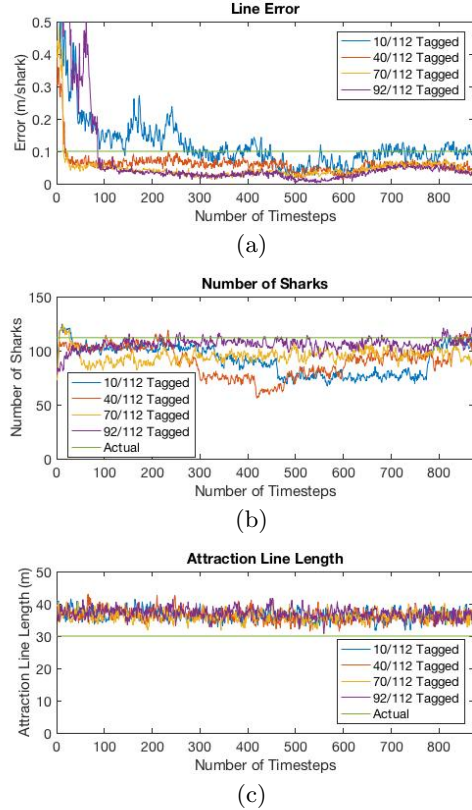 Line Error
0.5
0.4
0.3
0.2
0.1
0
Error (m/shark)
10/112 Tagged
40/112 Tagged
70/112 Tagged
92/112 Tagged
0 100 200 300 400 500 600 700 800
Number of Timesteps
(a)
Number of Sharks
150
100
50
0
Number of Sharks
10/112 Tagged
40/112 Tagged
70/112 Tagged
92/112 Tagged
Actual
0 100 200 300 400 500 600 700 800
Number of Timesteps
(b)
Attraction Line Length
50
40
30
20
10
0
Attraction Line Length (m)
10/112 Tagged
40/112 Tagged
70/112 Tagged
92/112 Tagged
Actual
0 100 200 300 400 500 600 700 800
Number of Timesteps
(c)